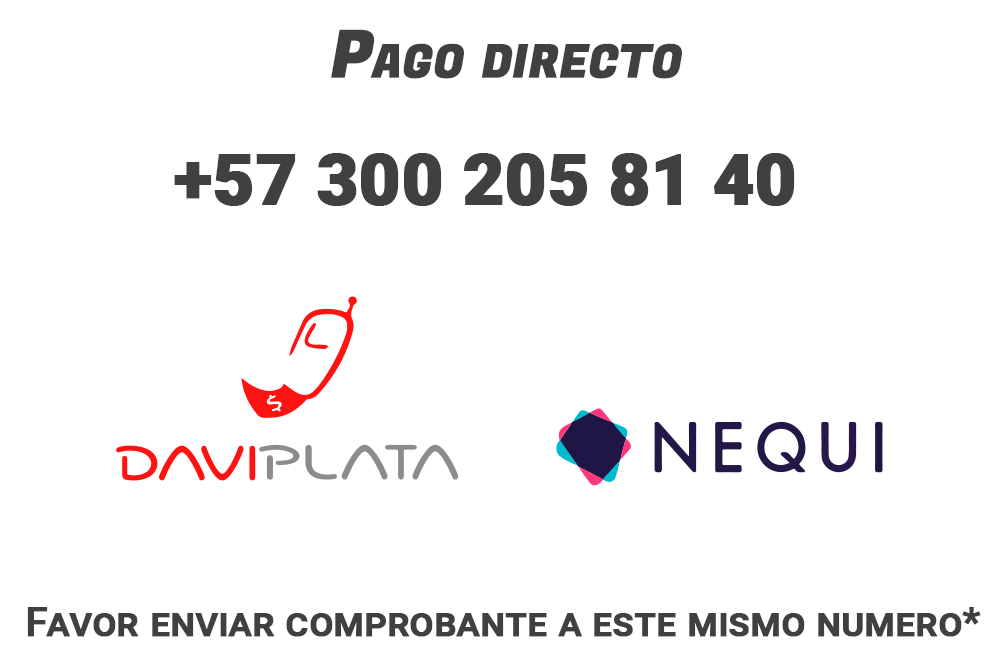 PAGO DIRECTO
+57 300 205 81 40
DAVIPLATA
NEQUI
FAVOR ENVIAR COMPROBANTE A ESTE MISMO NUMERO*